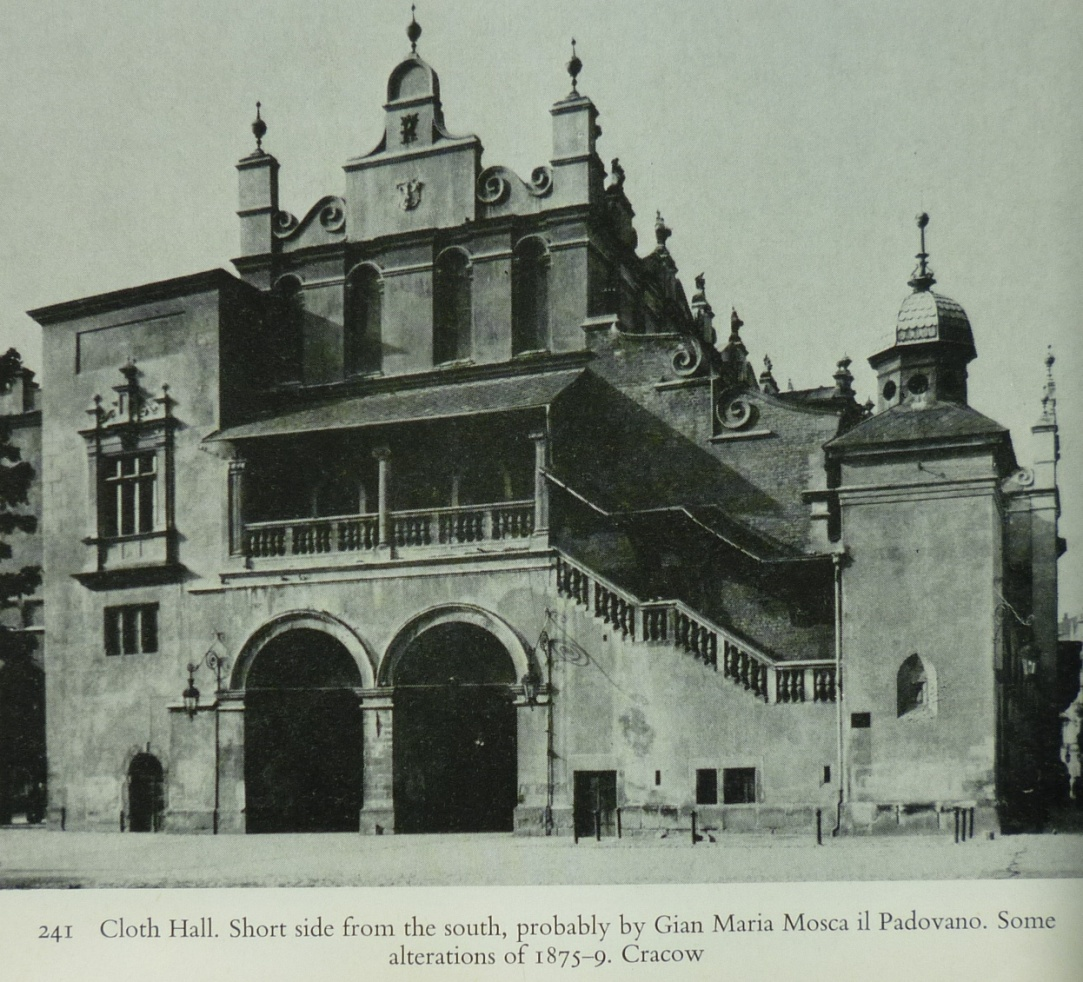 241 Cloth Hall. Short side from the south, probably by Gian Maria Mosca il Padovano. Some
alterations of 1875–9. Cracow